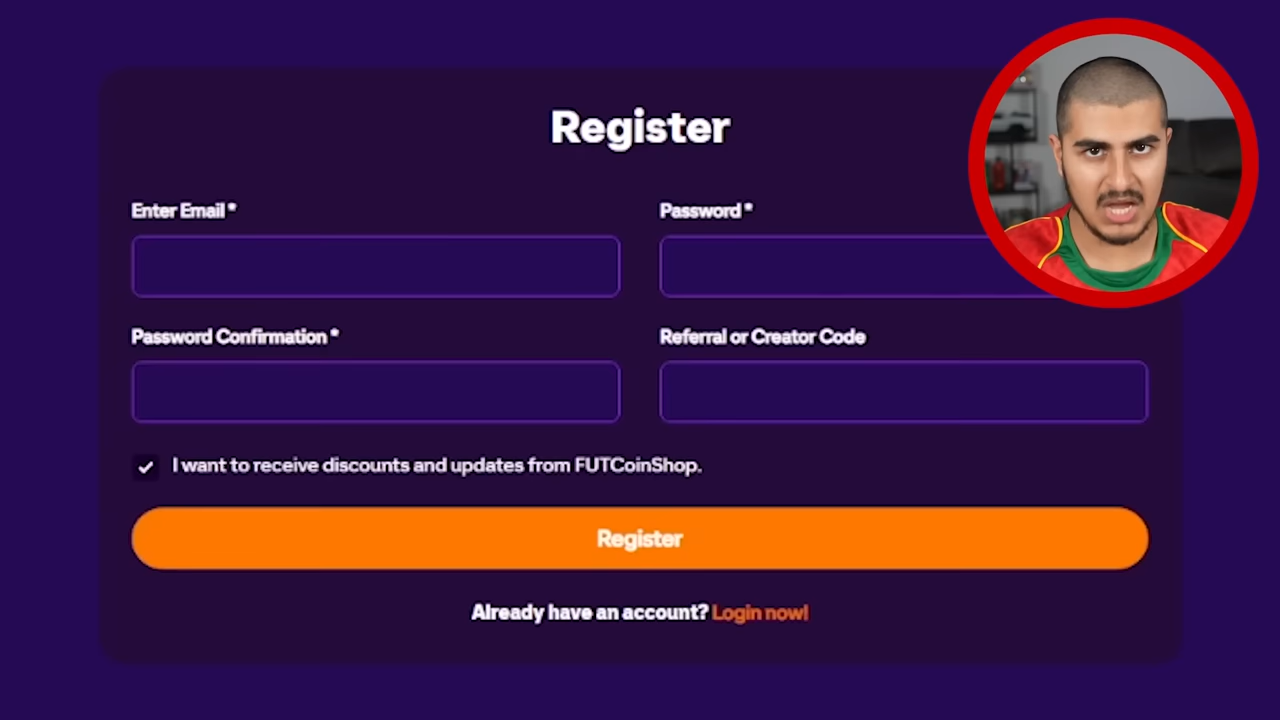 Register
Enter Email *
Password *
Password Confirmation *
Referral or Creator Code
I want to receive discounts and updates from FUTCoinShop.
Register
Already have an account? Login now!